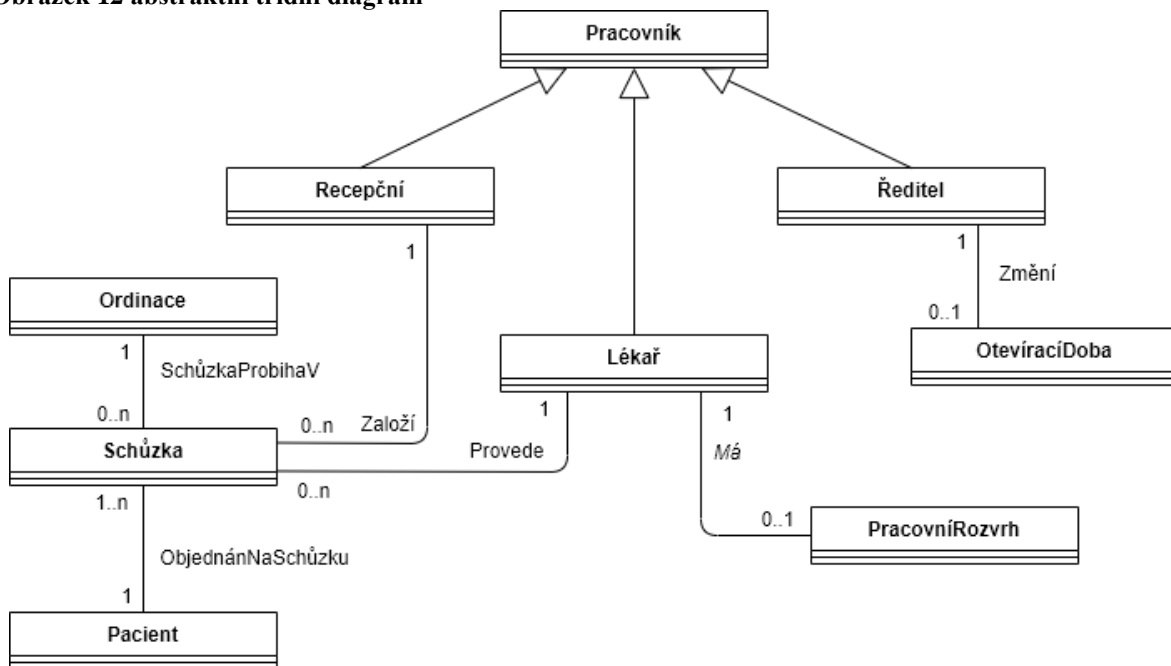 Obrázek 12 abstraktní třídní diagram
Pracovník
Recepční
Ředitel
1
1
Změní
Ordinace
0..1
1
Lékař
OtevíracíDoba
SchůzkaProbihaV
1
1
0..n
0..n
Založí
Schůzka
Provede
Má
1..n
0..n
0..1
PracovníRozvrh
ObjednánNaSchůzku
1
Pacient